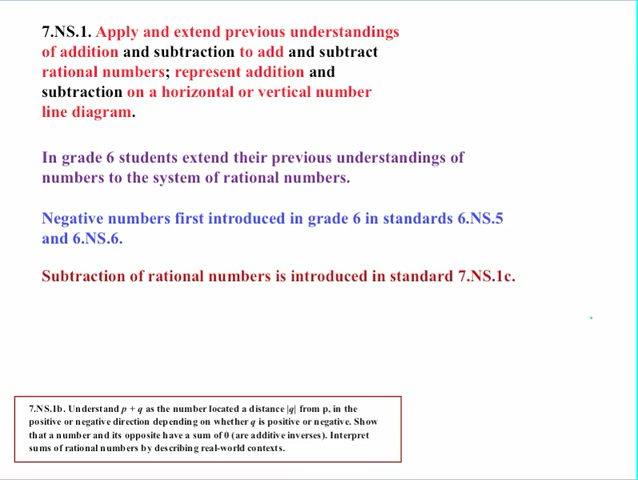 7.NS.1. Apply and extend previous understandings
of addition and subtraction to add and subtract
rational numbers; represent addition and
subtraction on a horizontal or vertical number
line diagram.
In grade 6 students extend their previous understandings of
numbers to the system of rational numbers.
Negative numbers first introduced in grade 6 in standards 6.NS.5
and 6.NS.6.
Subtraction of rational numbers is introduced in standard 7.NS.1c.
7.NS.1b. Understand p + q as the number located a distance |q| from p, in the
positive or negative direction depending on whether q is positive or negative. Show
that a number and its opposite have a sum of 0 (are additive inverses). Interpret
sums of rational numbers by describing real-world contexts.